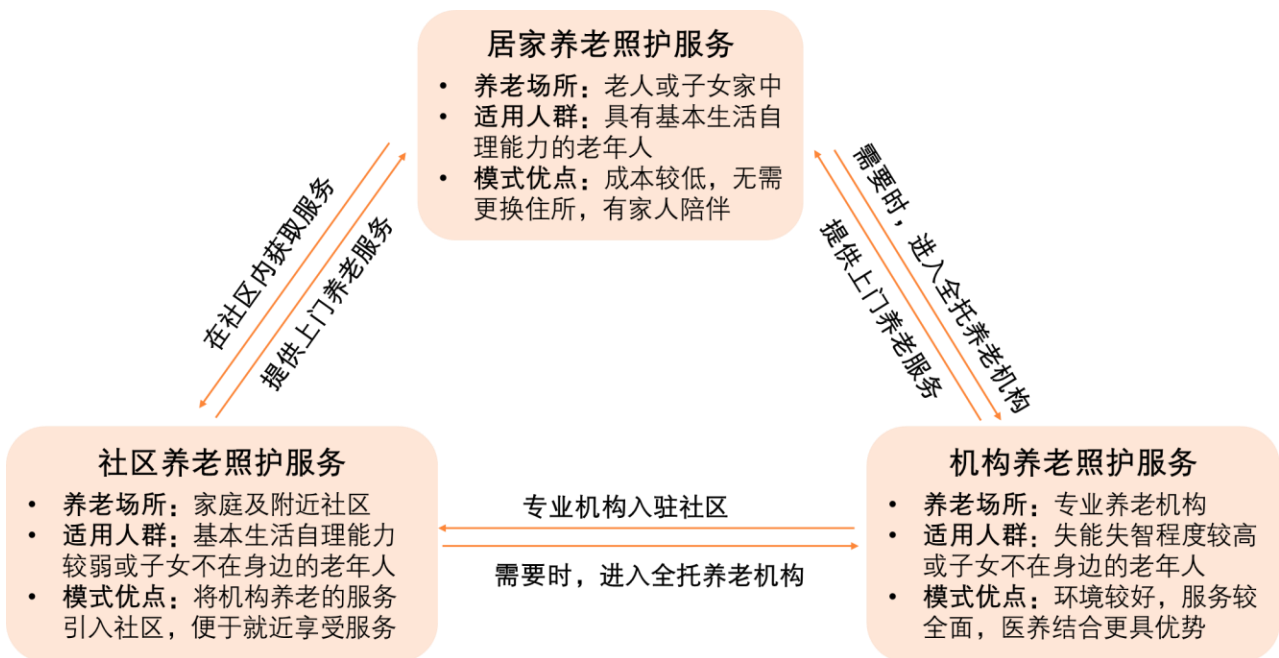 居家养老照护服务
• 养老场所：老人或子女家中
• 适用人群：具有基本生活自
理能力的老年人
• 模式优点：成本较低，无需
更换住所，有家人陪伴
在社区内获取服务
提供上门养老服务
需要时，进入全托养老机构
提供上门养老服务
社区养老照护服务
• 养老场所：家庭及附近社区
• 适用人群：基本生活自理能力
较弱或子女不在身边的老年人
• 模式优点：将机构养老的服务
引入社区，便于就近享受服务
专业机构入驻社区
需要时，进入全托养老机构
机构养老照护服务
• 养老场所：专业养老机构
• 适用人群：失能失智程度较高
或子女不在身边的老年人
• 模式优点：环境较好，服务较
全面，医养结合更具优势